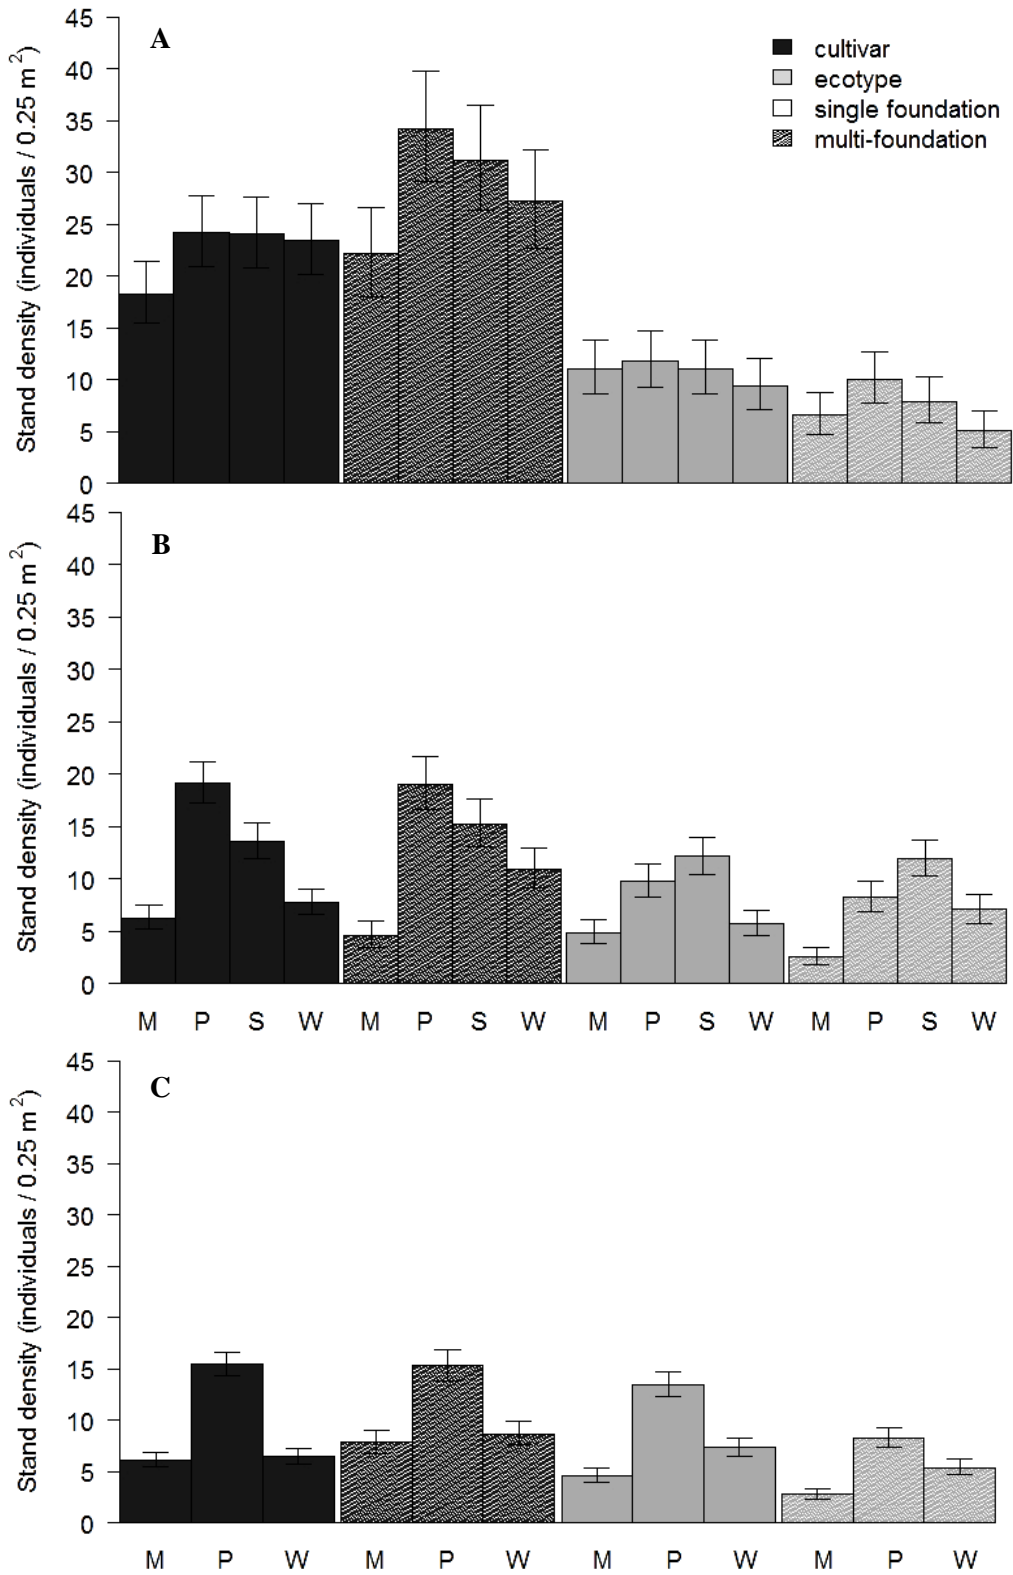 A
cultivar
ecotype
single foundation
multi-foundation
Stand density (individuals / 0.25 m²)
45
40
35
30
25
20
15
10
5
0
B
Stand density (individuals / 0.25 m²)
45
40
35
30
25
20
15
10
5
0
M P S W M P S W M P S W M P S W
C
Stand density (individuals / 0.25 m²)
45
40
35
30
25
20
15
10
5
0
M P W M P W M P W M P W